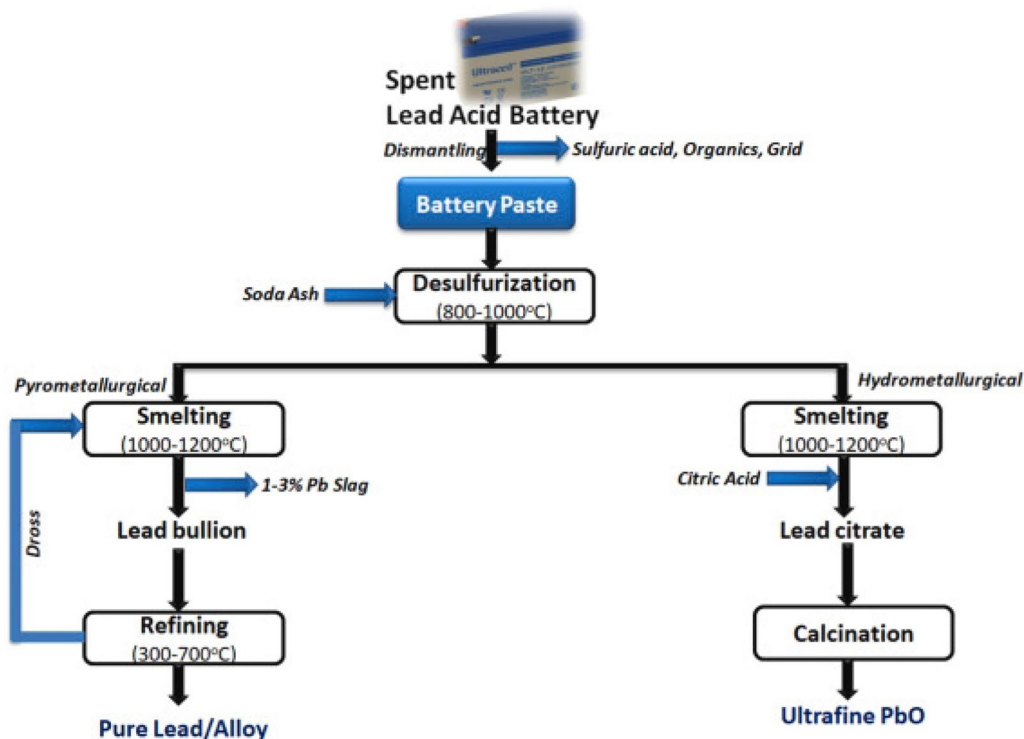 Ultracell
Spent
Lead Acid Battery
Dismantling
Sulfuric acid, Organics, Grid
Battery Paste
Soda Ash
Desulfurization
(800-1000°C)
Pyrometallurgical
Hydrometallurgical
Smelting
(1000-1200°C)
Smelting
(1000-1200°C)
1-3% Pb Slag
Citric Acid
Dross
Lead bullion
Lead citrate
Refining
(300-700°C)
Calcination
Pure Lead/Alloy
Ultrafine PbO